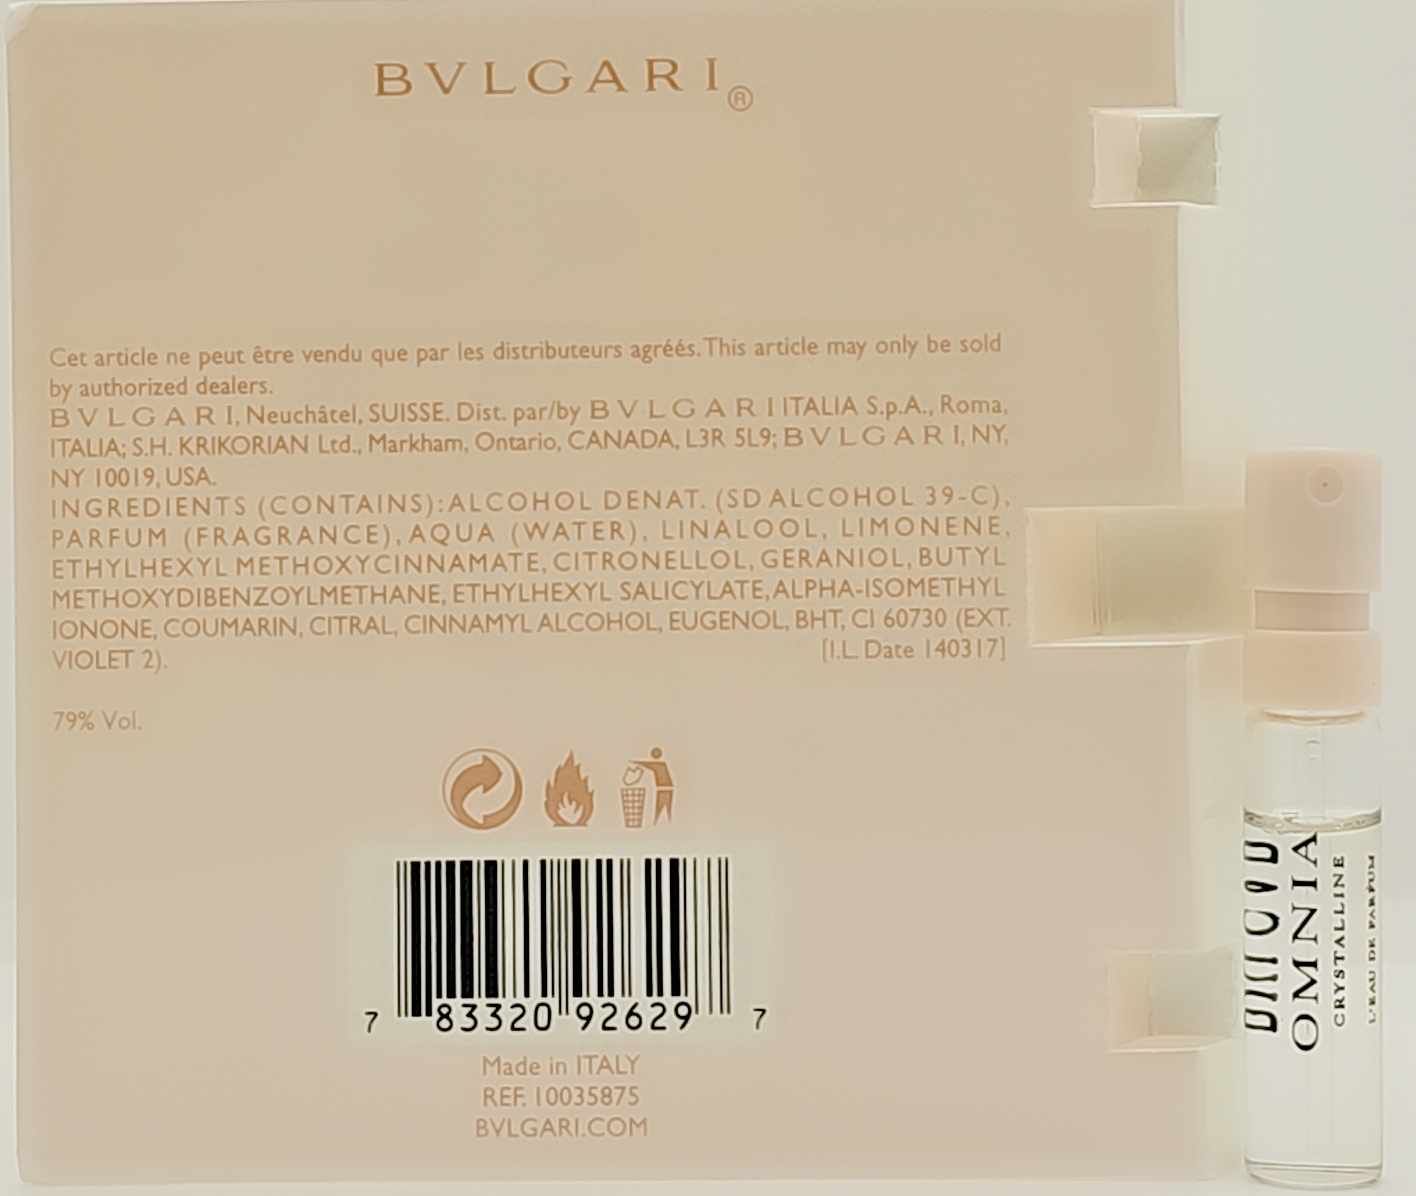 BVLGARI®
Cet article ne peut être vendu que par les distributeurs agréés. This article may only be sold
by authorized dealers.
BVLGARI, Neuchâtel, SUISSE. Dist. par/by BVLGARI ITALIA S.p.A., Roma,
ITALIA; S.H. KRIKORIAN Ltd., Markham, Ontario, CANADA, L3R 5L9; BVLGARI, NY,
NY 10019, USA.
INGREDIENTS (CONTAINS): ALCOHOL DENAT. (SD ALCOHOL 39-C),
PARFUM (FRAGRANCE), AQUA (WATER), LINALOOL, LIMONENE,
ETHYLHEXYL METHOXYCINNAMATE, CITRONELLOL, GERANIOL, BUTYL
METHOXYDIBENZOYLMETHANE, ETHYLHEXYL SALICYLATE, ALPHA-ISOMETHYL
IONONE, COUMARIN, CITRAL, CINNAMYL ALCOHOL, EUGENOL, BHT, CI 60730 (EXT.
VIOLET 2). [I.L. Date 140317]
79% Vol.
7 83320 92629 7
Made in ITALY
REF. 10035875
BVLGARI.COM
OMNIA
CRYSTALLINE
L'EAU DE PARFUM